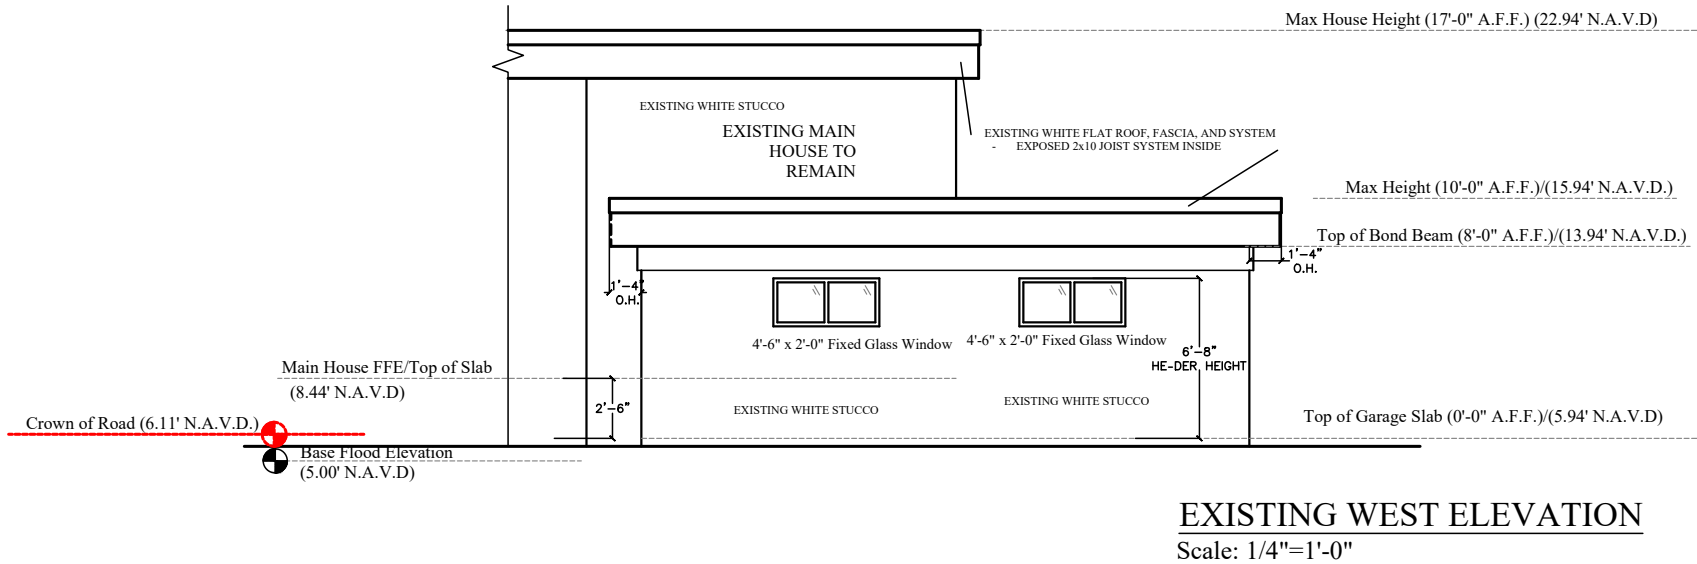 Max House Height (17'-0" A.F.F.) (22.94' N.A.V.D)
EXISTING WHITE STUCCO
EXISTING MAIN
HOUSE TO
REMAIN
EXISTING WHITE FLAT ROOF, FASCIA, AND SYSTEM
- EXPOSED 2x10 JOIST SYSTEM INSIDE
Max Height (10'-0" A.F.F.)/(15.94' N.A.V.D.)
Top of Bond Beam (8'-0" A.F.F.)/(13.94' N.A.V.D.)
1'-4"
O.H.
1'-4"
O.H.
4'-6" x 2'-0" Fixed Glass Window
4'-6" x 2'-0" Fixed Glass Window
6'-8"
HE-DER HEIGHT
Main House FFE/Top of Slab
(8.44' N.A.V.D)
2'-6"
EXISTING WHITE STUCCO
EXISTING WHITE STUCCO
Top of Garage Slab (0'-0" A.F.F.)/(5.94' N.A.V.D)
Crown of Road (6.11' N.A.V.D.)
Base Flood Elevation
(5.00' N.A.V.D)
EXISTING WEST ELEVATION
Scale: 1/4"=1'-0"